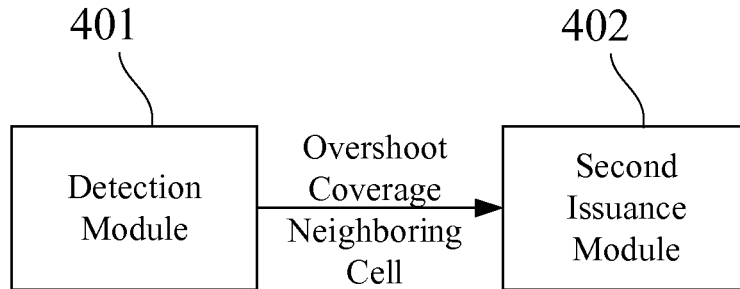 401
402
Detection
Module
Overshoot
Coverage
Neighboring
Cell
Second
Issuance
Module